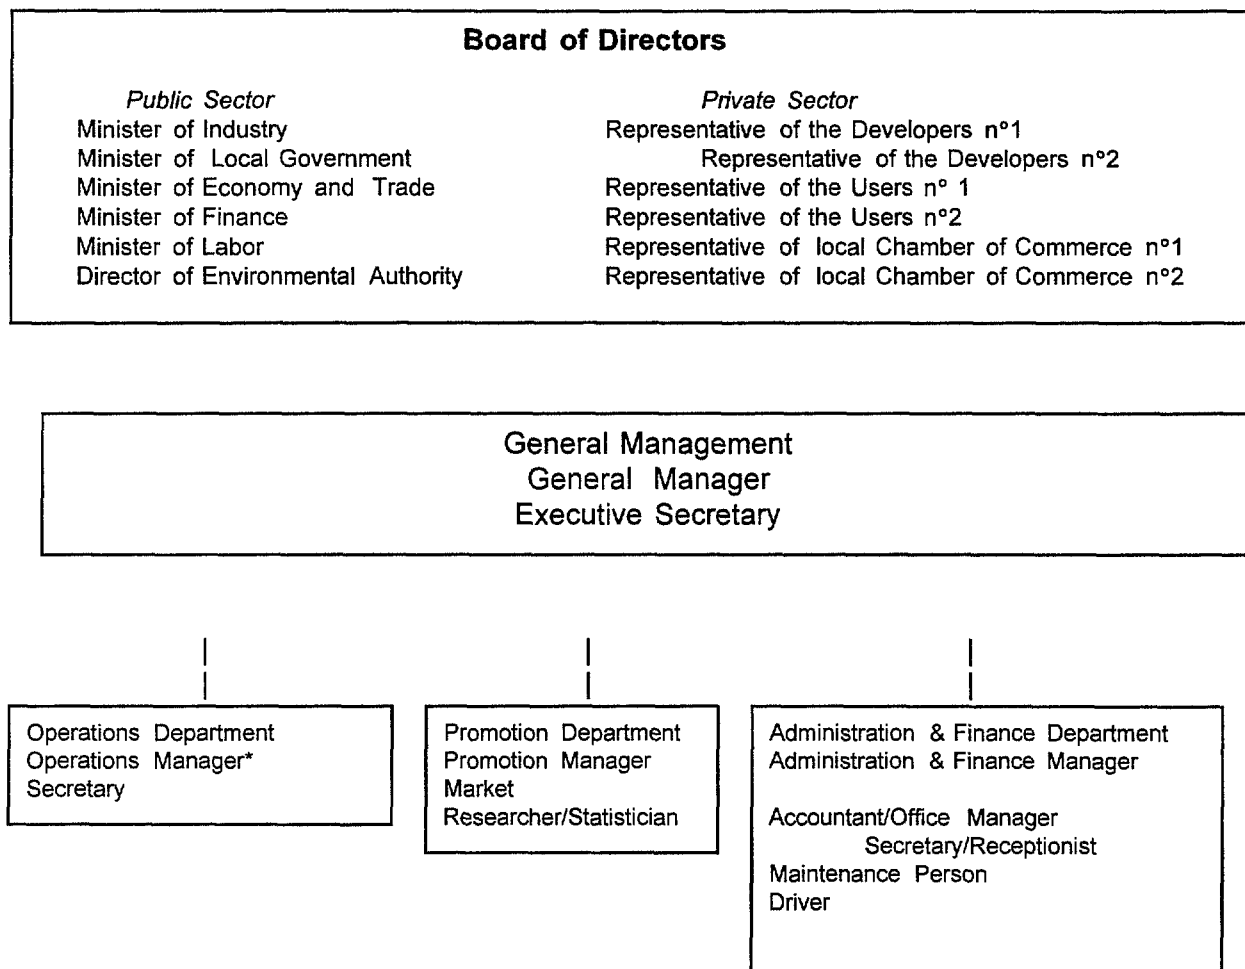 Board of Directors
Public Sector
Minister of Industry
Minister of Local Government
Minister of Economy and Trade
Minister of Finance
Minister of Labor
Director of Environmental Authority
Private Sector
Representative of the Developers n°1
Representative of the Developers n°2
Representative of the Users n° 1
Representative of the Users n°2
Representative of local Chamber of Commerce n°1
Representative of local Chamber of Commerce n°2
General Management
General Manager
Executive Secretary
Operations Department
Operations Manager*
Secretary
Promotion Department
Promotion Manager
Market
Researcher/Statistician
Administration & Finance Department
Administration & Finance Manager
Accountant/Office Manager
Secretary/Receptionist
Maintenance Person
Driver